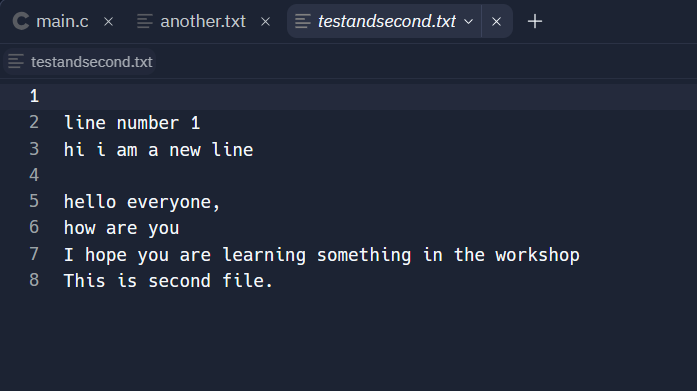 main.c × another.txt × testandsecond.txt × +
testandsecond.txt
1
2 line number 1
3 hi i am a new line
4
5 hello everyone,
6 how are you
7 I hope you are learning something in the workshop
8 This is second file.